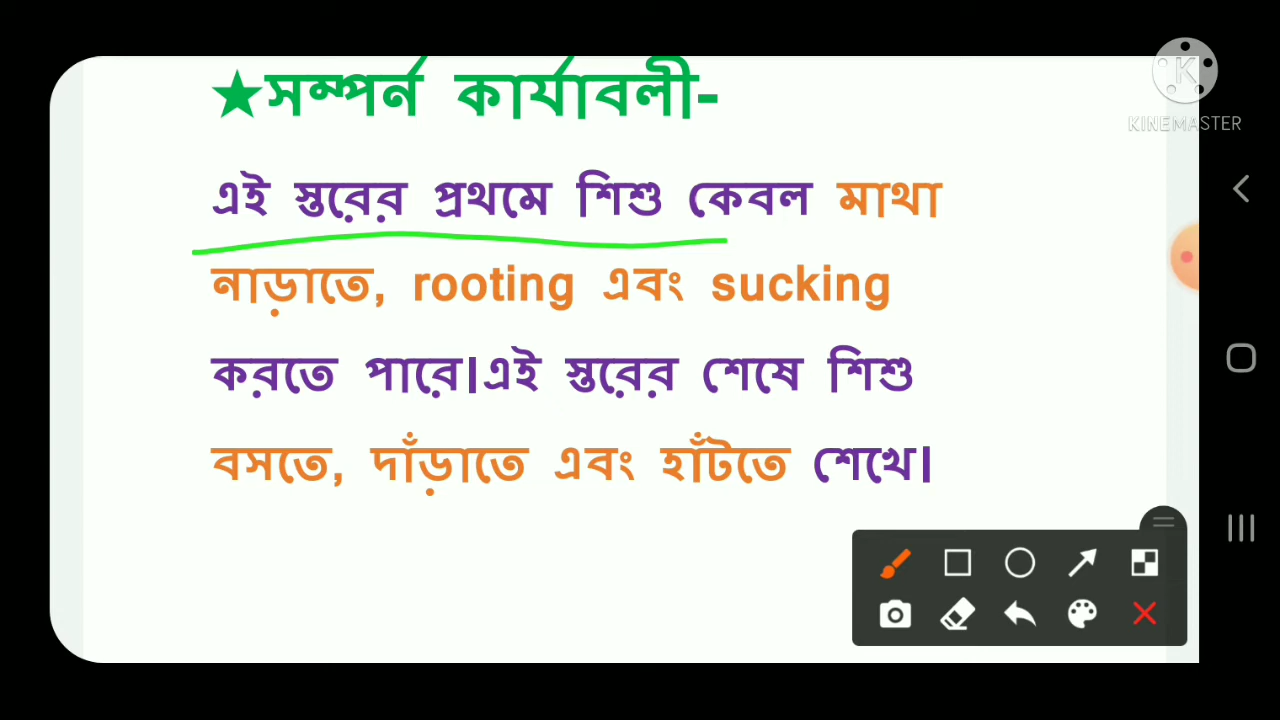 ★সম্পর্ন কার্যাবলী-
KINEMASTER
এই স্তরের প্রথমে শিশু কেবল মাথা
নাড়াতে, rooting এবং sucking
করতে পারে।এই স্তরের শেষে শিশু
বসতে, দাঁড়াতে এবং হাঁটতে শেখে।